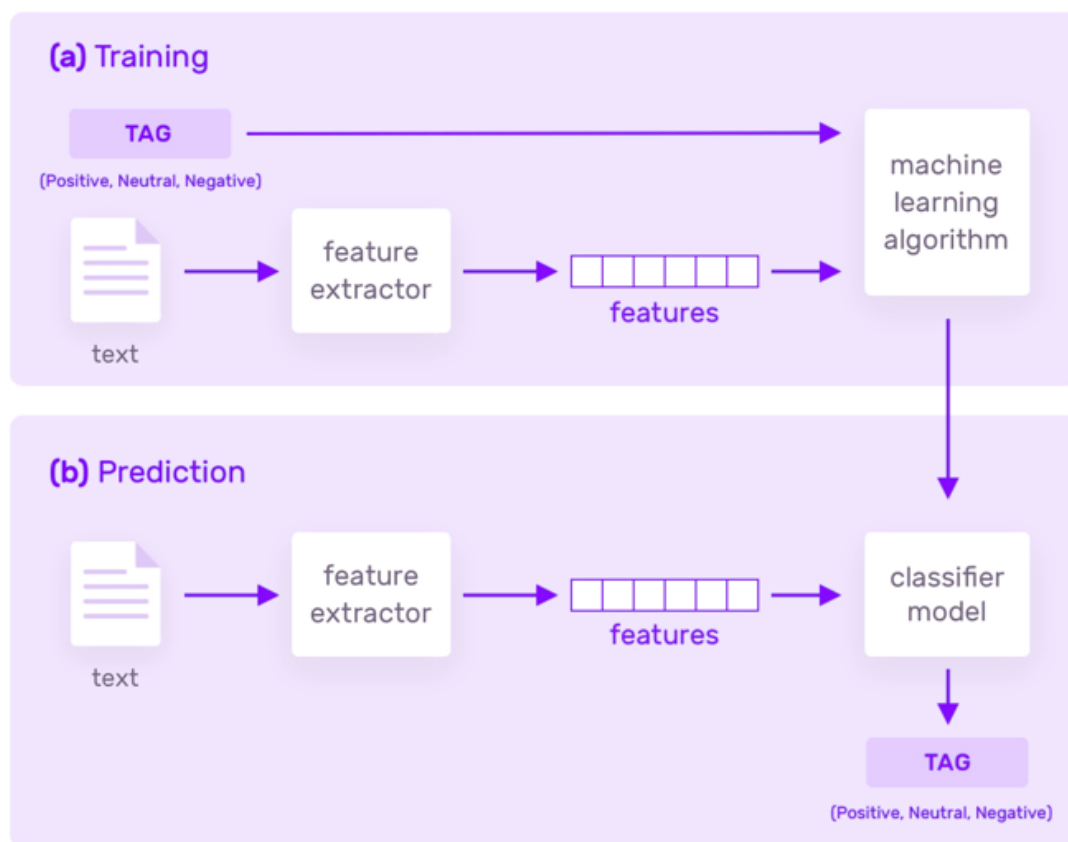 (a) Training
TAG
(Positive, Neutral, Negative)
text
feature
extractor
features
machine
learning
algorithm
(b) Prediction
text
feature
extractor
features
classifier
model
TAG
(Positive, Neutral, Negative)